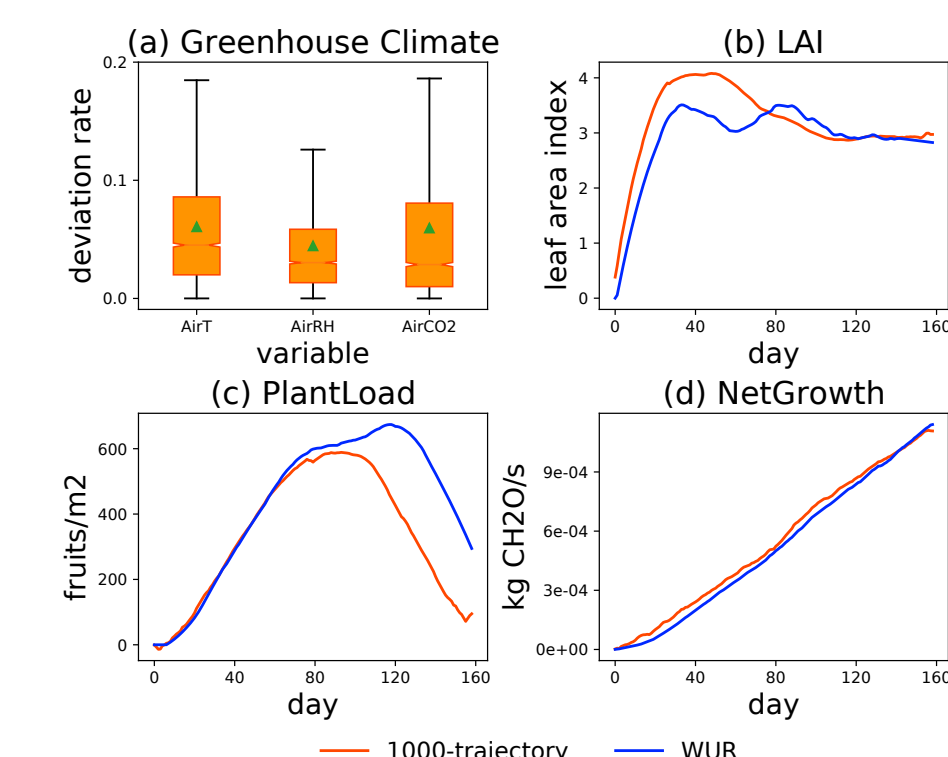 (a) Greenhouse Climate
deviation rate
0.2
0.1
0.0
AirT AirRH AirCO2
variable
(b) LAI
leaf area index
4
3
2
1
0
0 40 80 120 160
day
(c) PlantLoad
fruits/m2
600
400
200
0
0 40 80 120 160
day
(d) NetGrowth
kg CH2O/s
9e-04
6e-04
3e-04
0e+00
0 40 80 120 160
day
1000-trajectory WUR